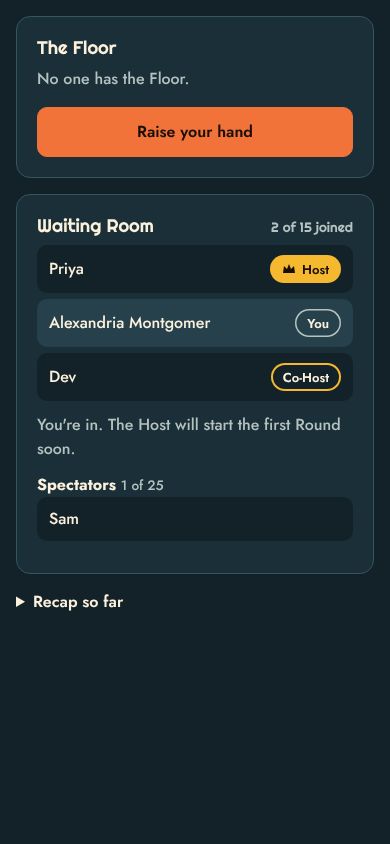 The Floor
No one has the Floor.
Raise your hand
Waiting Room
2 of 15 joined
Priya
Host
Alexandria Montgomer
You
Dev
Co-Host
You're in. The Host will start the first Round
soon.
Spectators 1 of 25
Sam
Recap so far